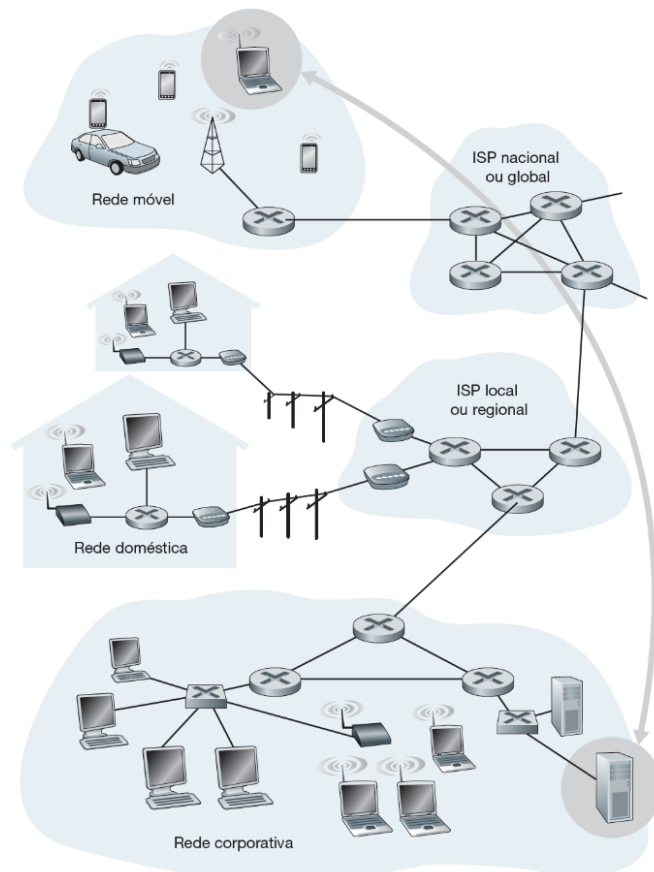 ISP nacional
ou global
Rede móvel
ISP local
ou regional
Rede doméstica
Rede corporativa